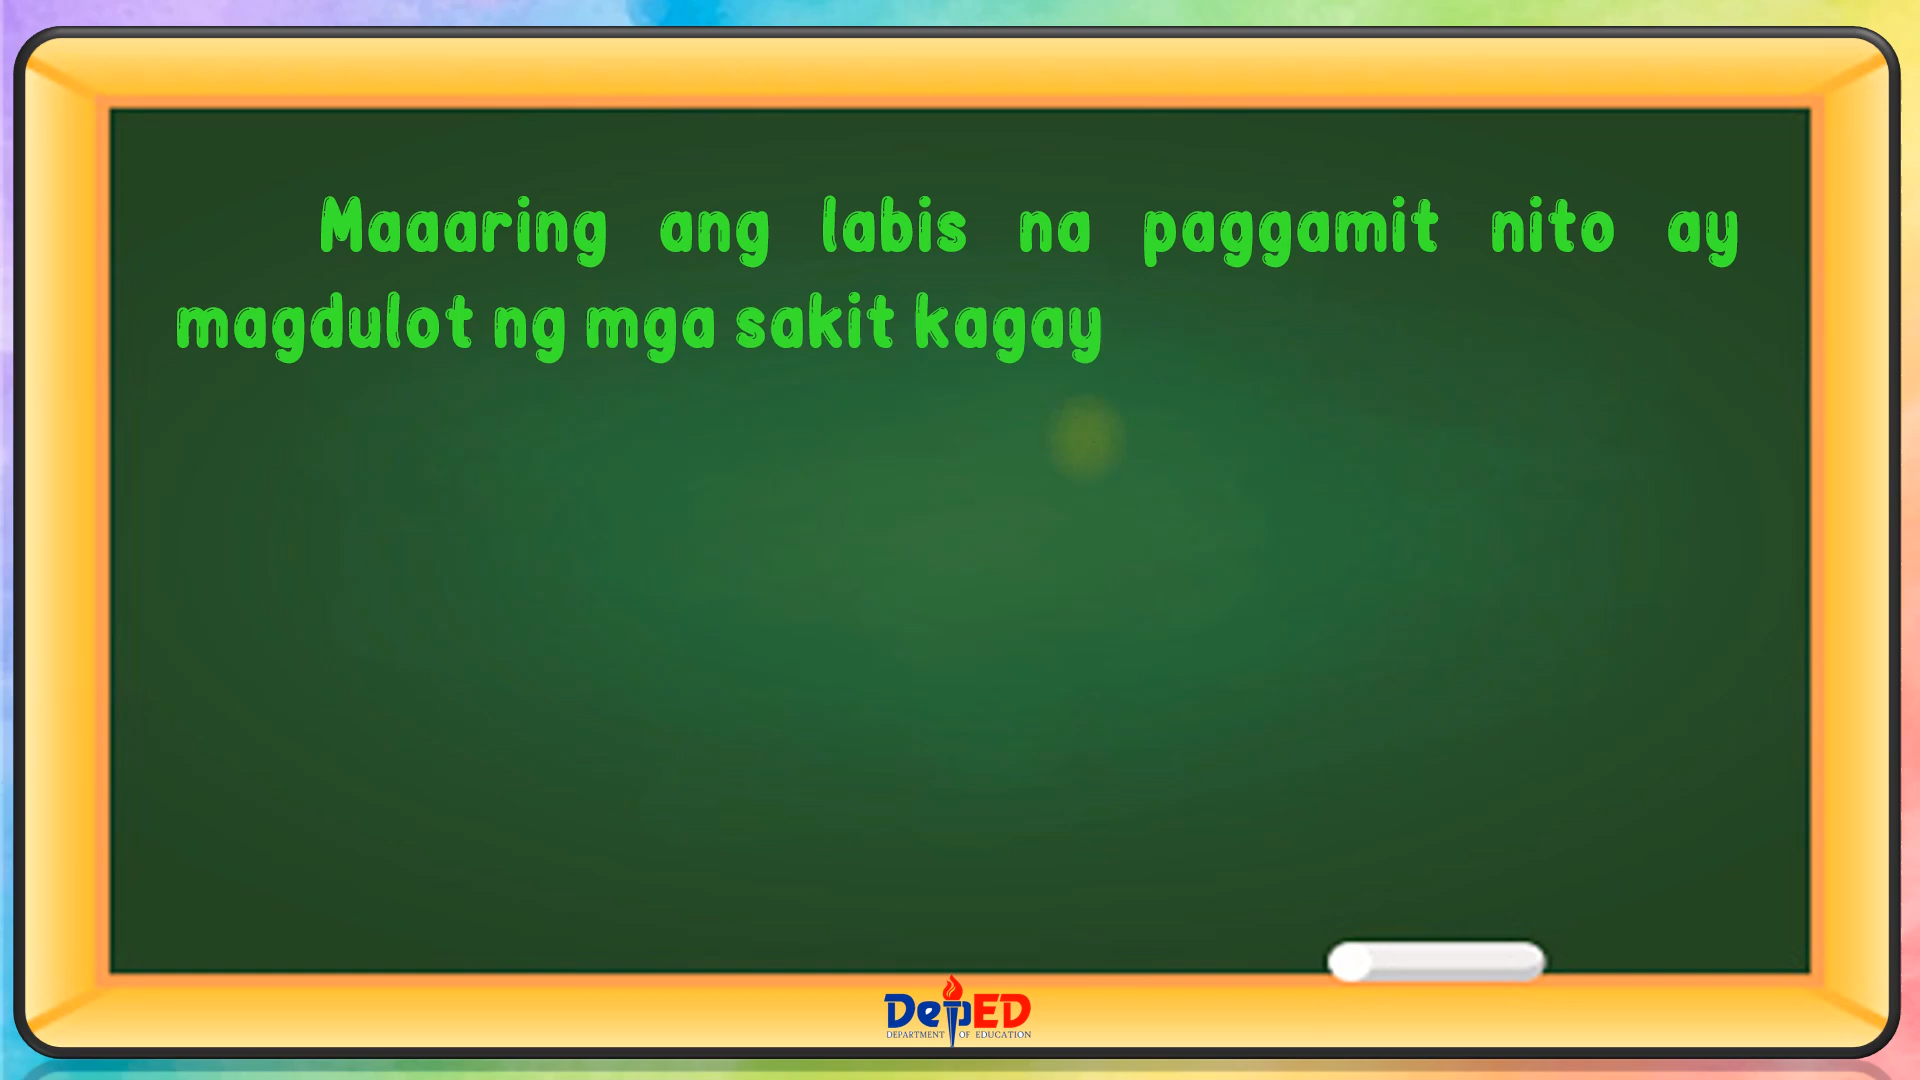 Maaaring ang labis na paggamit nito ay
magdulot ng mga sakit kagay
DepED
DEPARTMENT OF EDUCATION